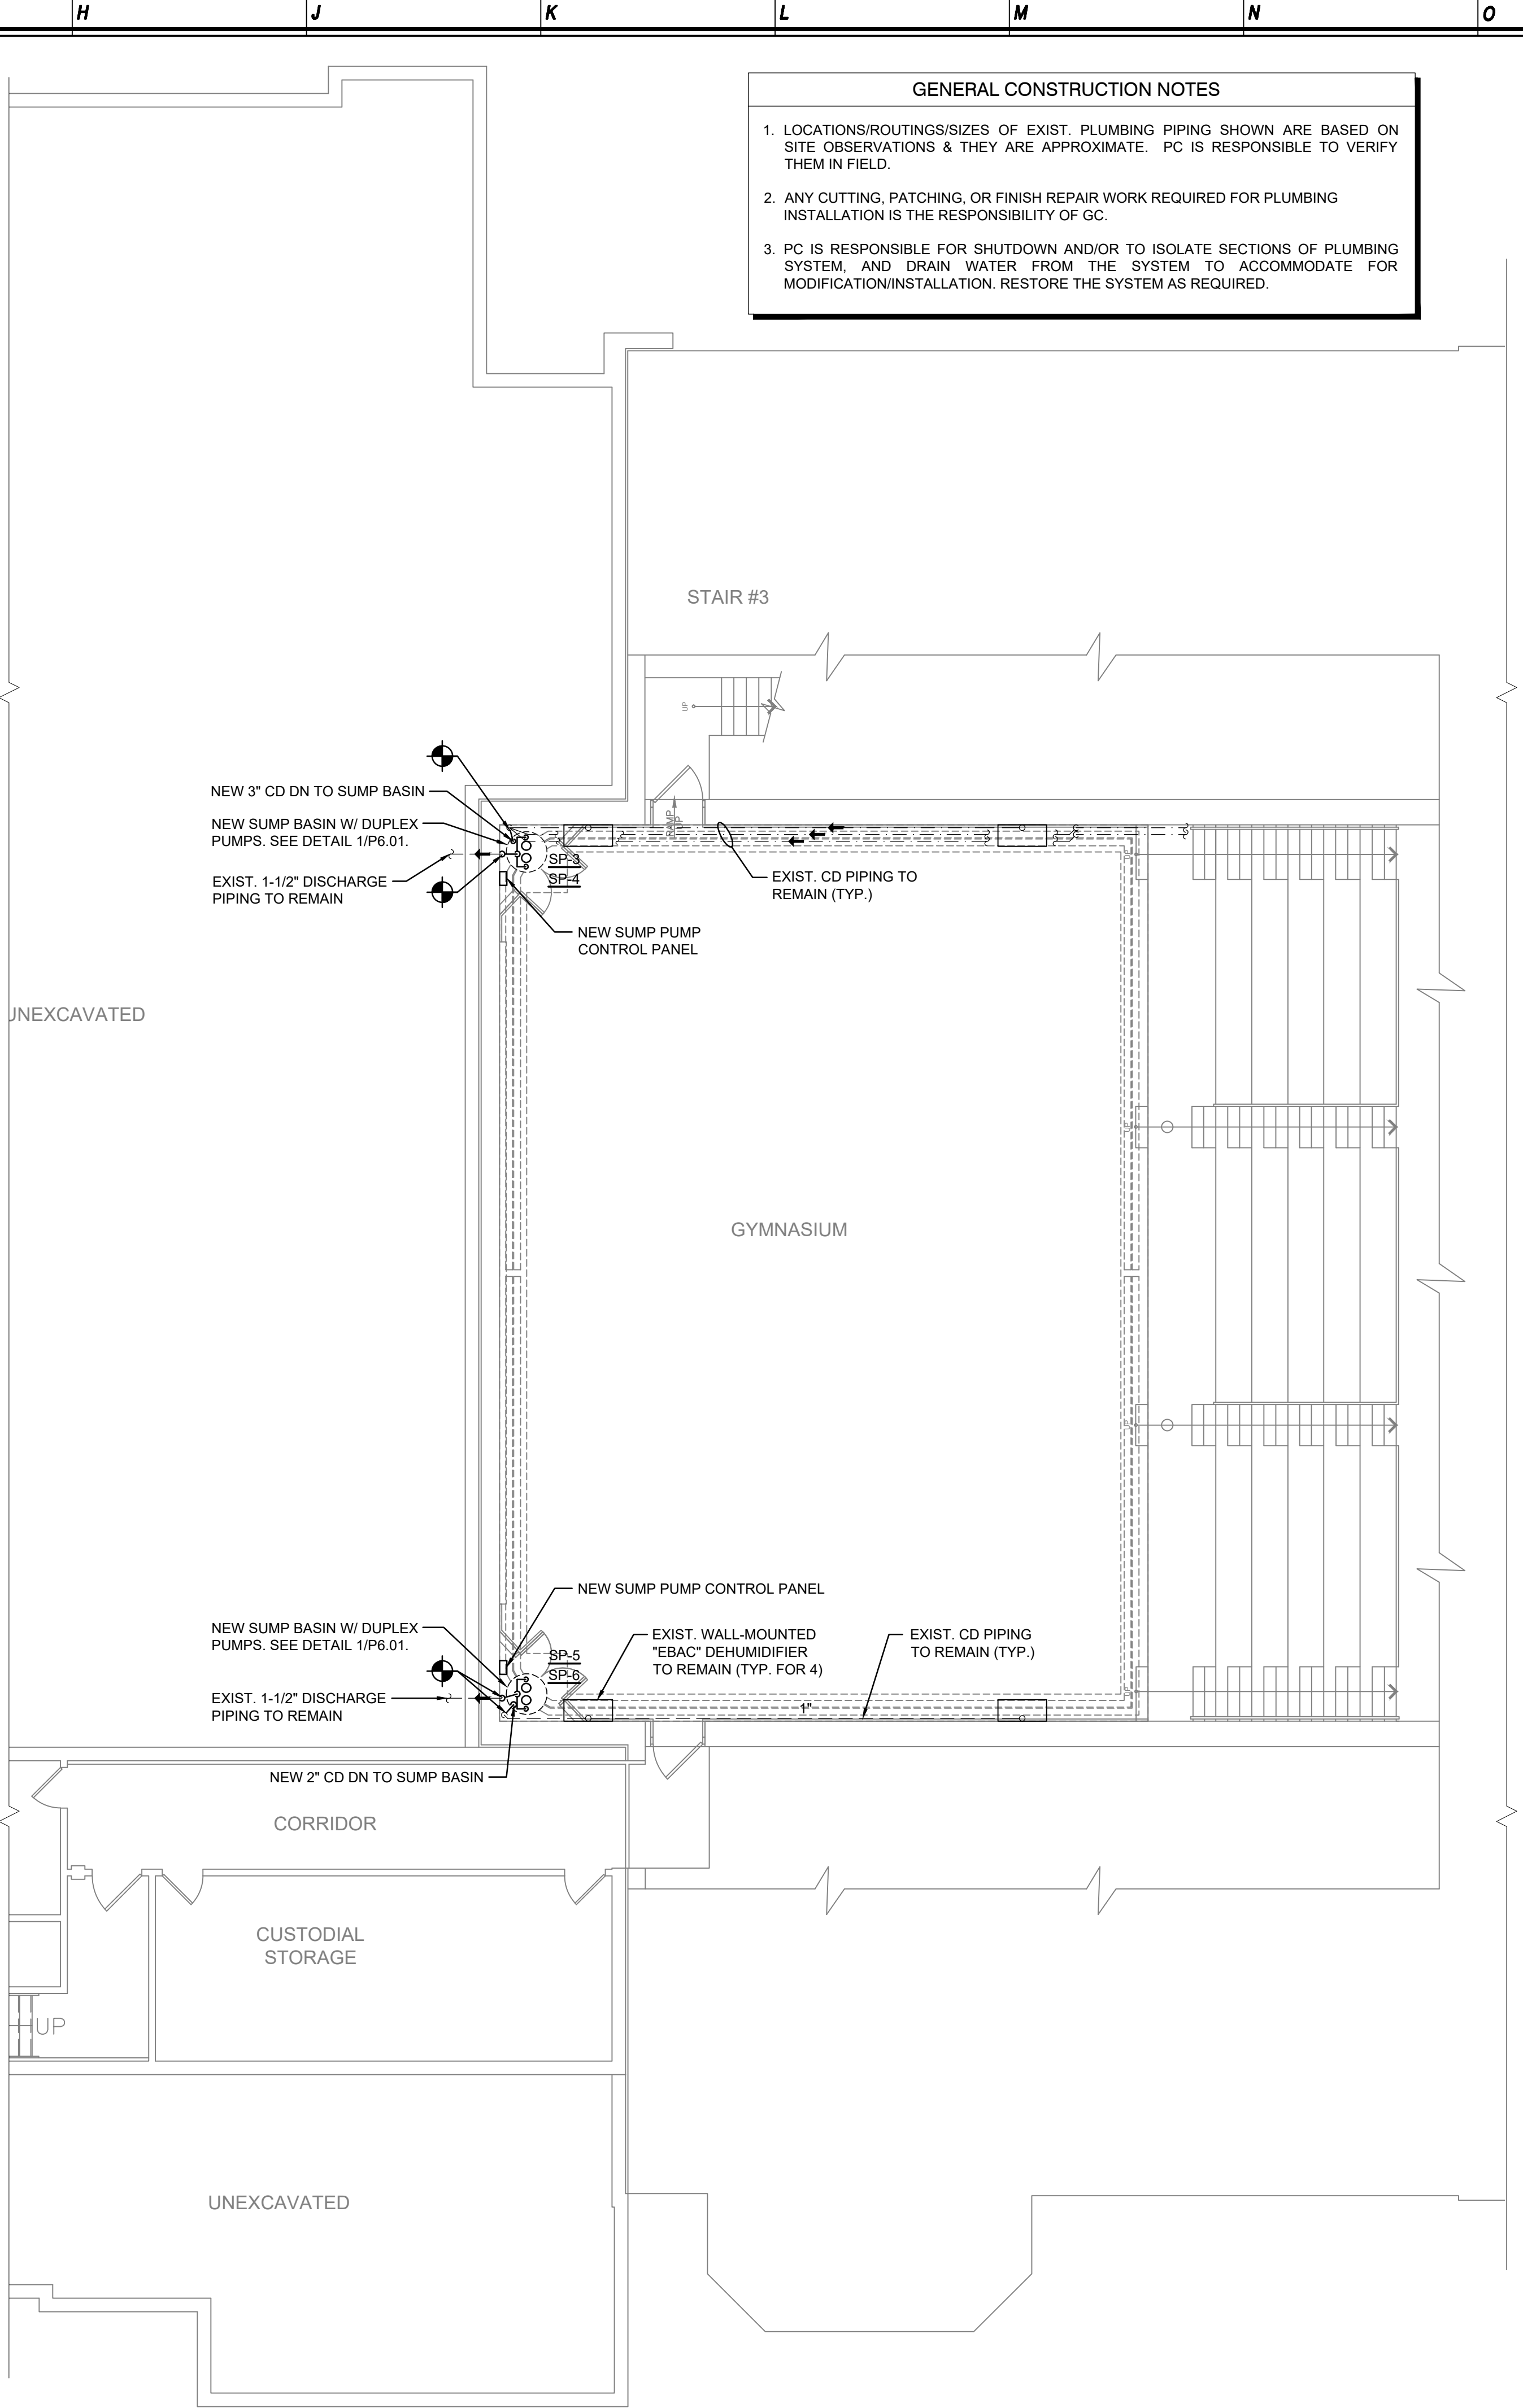 H J K L M N O
GENERAL CONSTRUCTION NOTES
1. LOCATIONS/ROUTINGS/SIZES OF EXIST. PLUMBING PIPING SHOWN ARE BASED ON
SITE OBSERVATIONS & THEY ARE APPROXIMATE. PC IS RESPONSIBLE TO VERIFY
THEM IN FIELD.
2. ANY CUTTING, PATCHING, OR FINISH REPAIR WORK REQUIRED FOR PLUMBING
INSTALLATION IS THE RESPONSIBILITY OF GC.
3. PC IS RESPONSIBLE FOR SHUTDOWN AND/OR TO ISOLATE SECTIONS OF PLUMBING
SYSTEM, AND DRAIN WATER FROM THE SYSTEM TO ACCOMMODATE FOR
MODIFICATION/INSTALLATION. RESTORE THE SYSTEM AS REQUIRED.
STAIR #3
UP
NEW 3" CD DN TO SUMP BASIN
NEW SUMP BASIN W/ DUPLEX
PUMPS. SEE DETAIL 1/P6.01.
EXIST. 1-1/2" DISCHARGE
PIPING TO REMAIN
RAMP
UP
SP-3
SP-4
EXIST. CD PIPING TO
REMAIN (TYP.)
NEW SUMP PUMP
CONTROL PANEL
UP
UNEXCAVATED
UP
GYMNASIUM
UP
NEW SUMP PUMP CONTROL PANEL
NEW SUMP BASIN W/ DUPLEX
PUMPS. SEE DETAIL 1/P6.01.
EXIST. WALL-MOUNTED
"EBAC" DEHUMIDIFIER
TO REMAIN (TYP. FOR 4)
EXIST. CD PIPING
TO REMAIN (TYP.)
SP-5
SP-6
EXIST. 1-1/2" DISCHARGE
PIPING TO REMAIN
1"
UP
NEW 2" CD DN TO SUMP BASIN
CORRIDOR
CUSTODIAL
STORAGE
UP
UNEXCAVATED